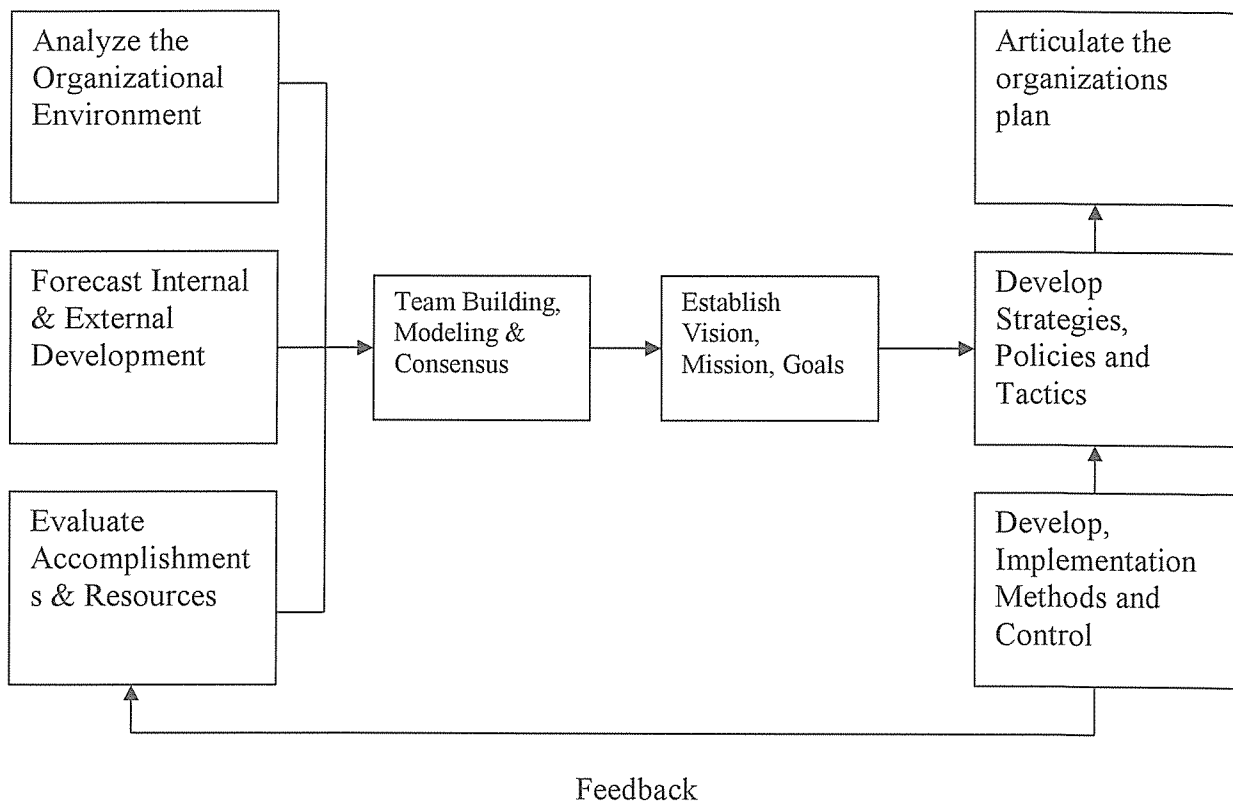 Analyze the
Organizational
Environment
Forecast Internal
& External
Development
Evaluate
Accomplishment
s & Resources
Team Building,
Modeling &
Consensus
Establish
Vision,
Mission, Goals
Articulate the
organizations
plan
Develop
Strategies,
Policies and
Tactics
Develop,
Implementation
Methods and
Control
Feedback